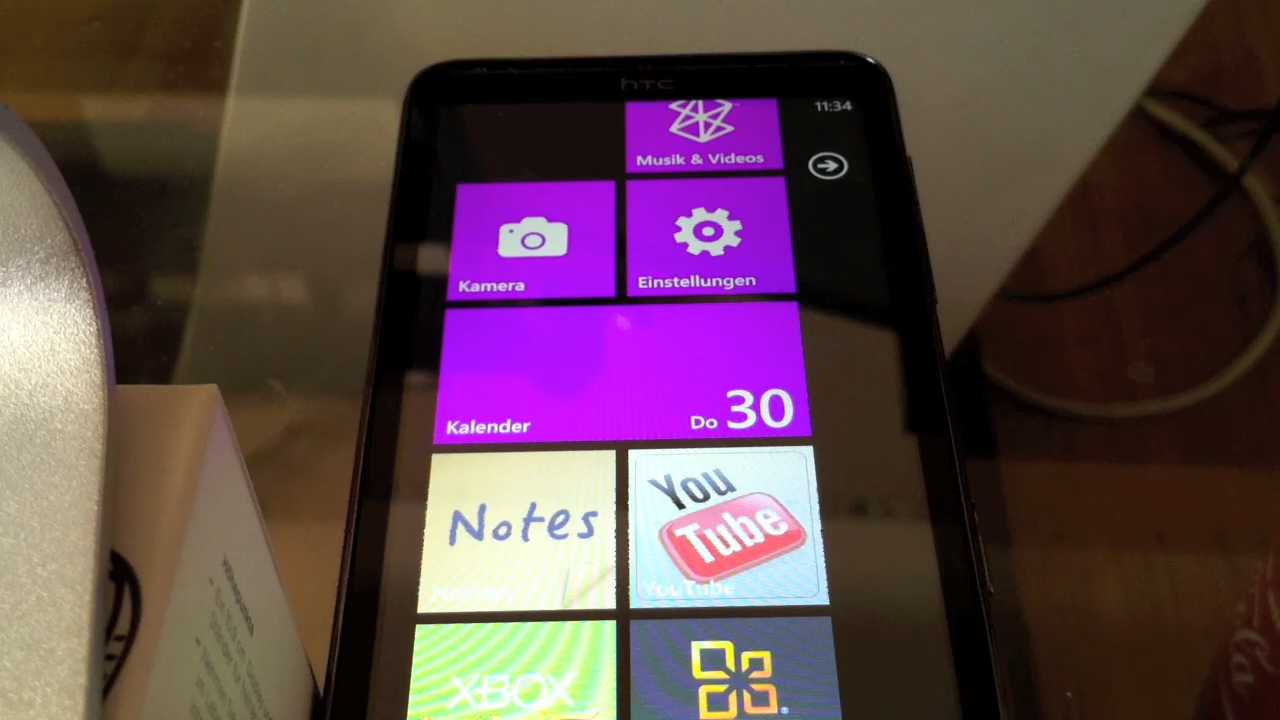 hTC
11:34
Musik & Videos
Kamera
Einstellungen
Kalender
Do 30
Notes
You
Tube
YouTube
XBOX